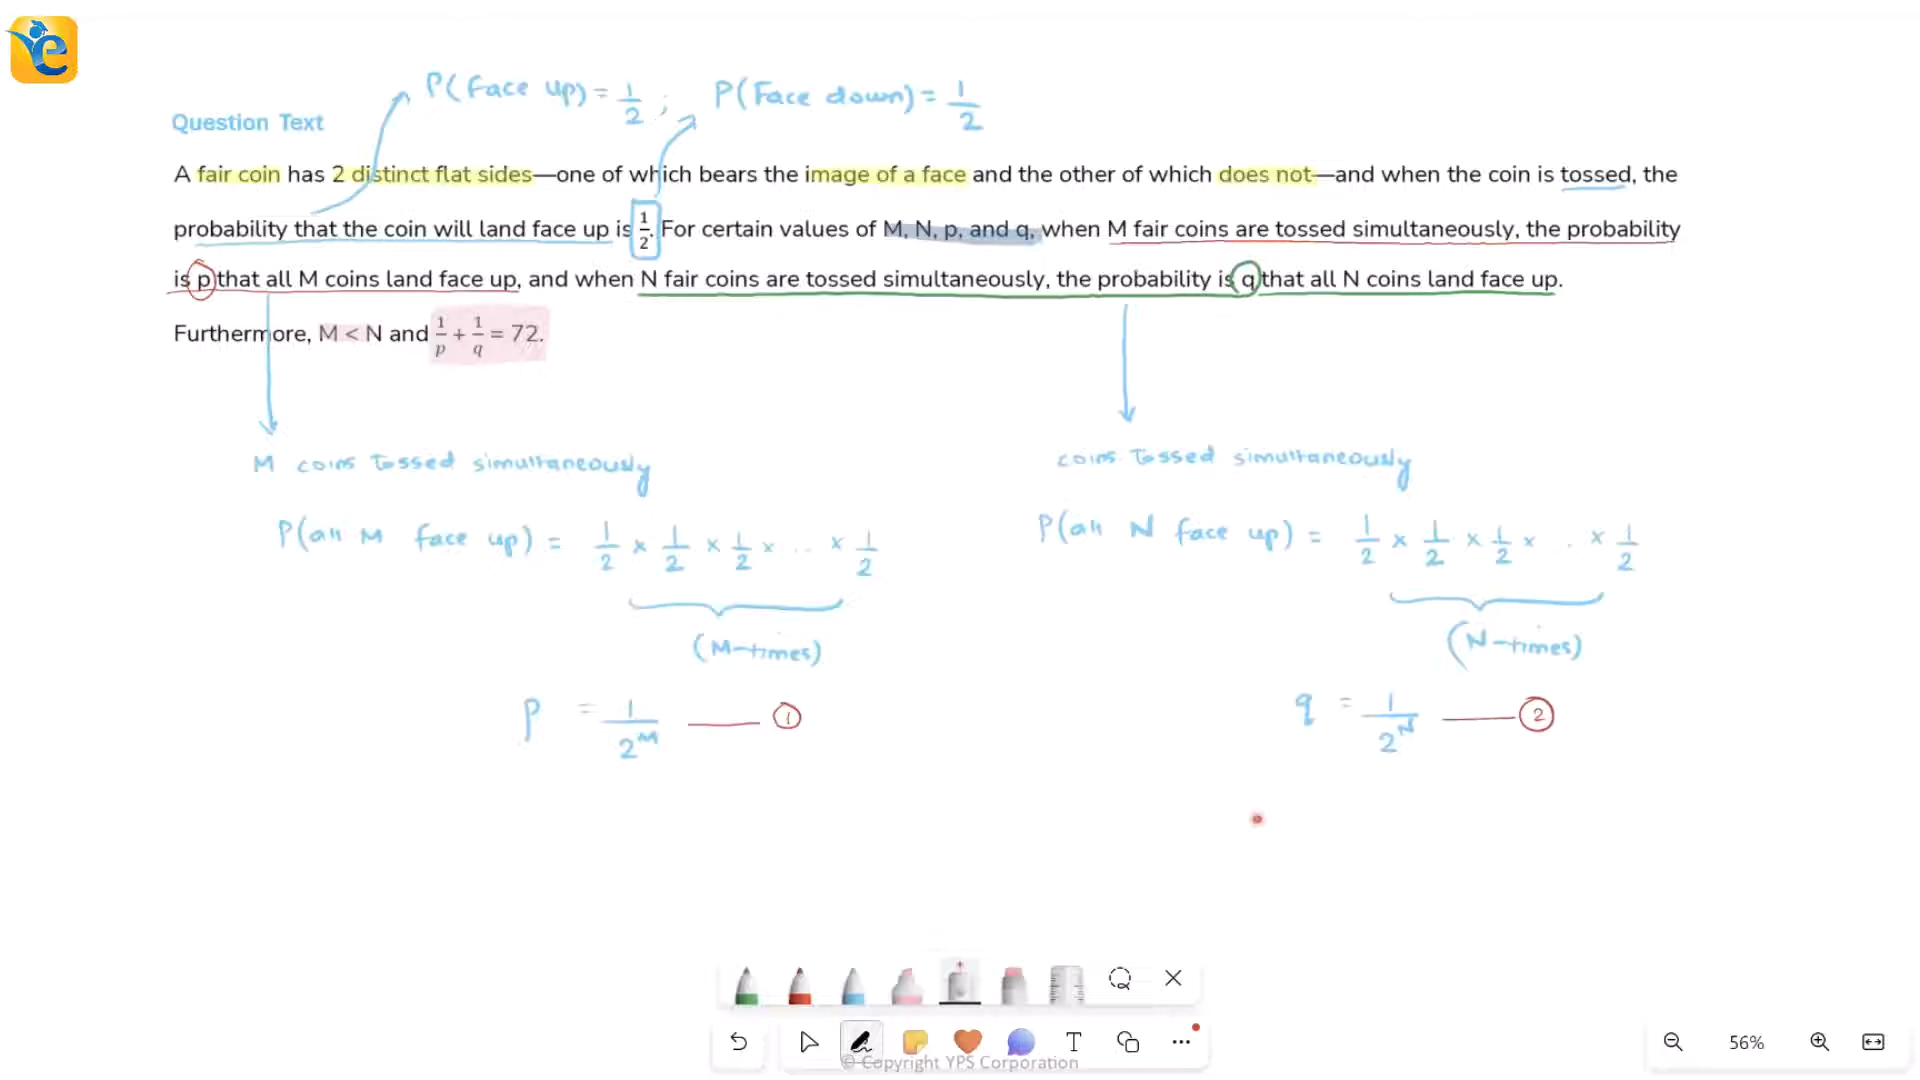 e
P(Face up) = 1/2 ; P(Face down) = 1/2
Question Text
A fair coin has 2 distinct flat sides—one of which bears the image of a face and the other of which does not—and when the coin is tossed, the
probability that the coin will land face up is 1/2. For certain values of M, N, p, and q, when M fair coins are tossed simultaneously, the probability
is p that all M coins land face up, and when N fair coins are tossed simultaneously, the probability is q that all N coins land face up.
Furthermore, M < N and 1/p + 1/q = 72.
M coins tossed simultaneously
coins tossed simultaneously
P(all M face up) = 1/2 × 1/2 × 1/2 × .. × 1/2
P(all N face up) = 1/2 × 1/2 × 1/2 × . × 1/2
(M-times)
(N-times)
p = 1/2^M —— 1
q = 1/2^N —— 2
T
56%
© Copyright YPS Corporation